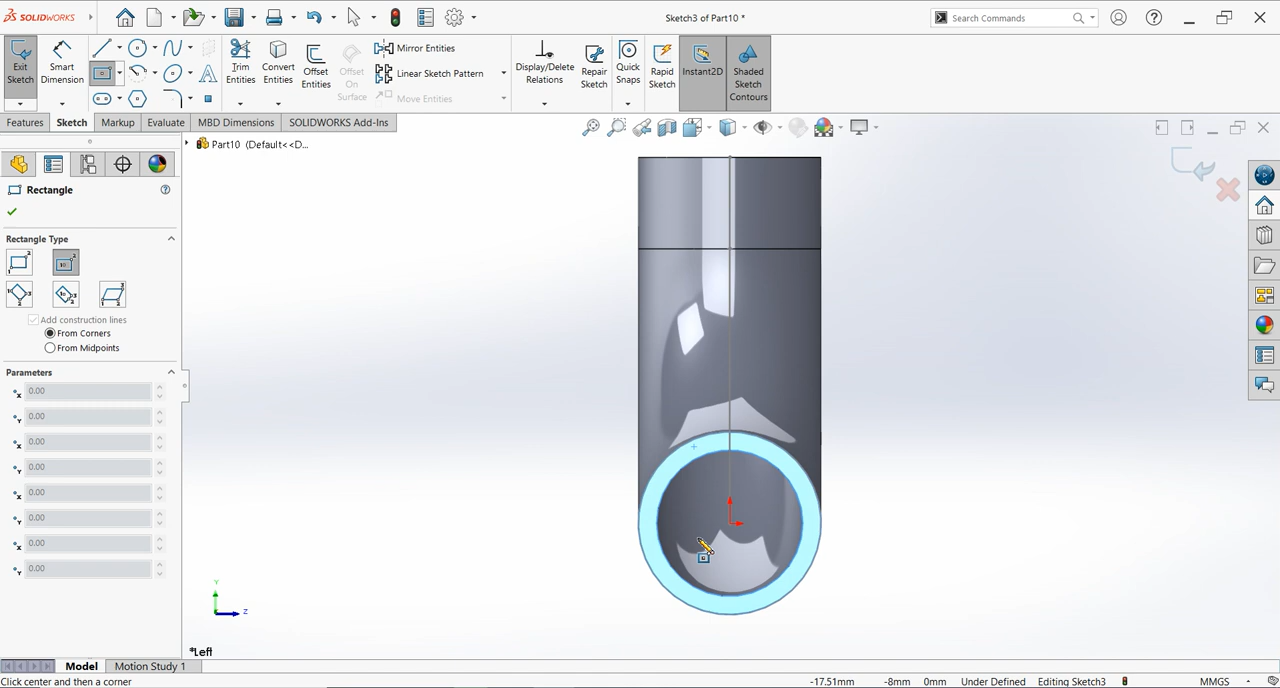 SOLIDWORKS
Sketch3 of Part10 *
Search Commands
Exit Sketch
Smart Dimension
Trim Entities
Convert Entities
Offset Entities
Offset On Surface
Mirror Entities
Linear Sketch Pattern
Move Entities
Display/Delete Relations
Repair Sketch
Quick Snaps
Rapid Sketch
Instant2D
Shaded Sketch Contours
Features
Sketch
Markup
Evaluate
MBD Dimensions
SOLIDWORKS Add-Ins
Part10 (Default<<D...
Rectangle
Rectangle Type
Add construction lines
From Corners
From Midpoints
Parameters
x 0.00
Y 0.00
x 0.00
Y 0.00
x 0.00
Y 0.00
x 0.00
Y 0.00
Y
Z
*Left
Model
Motion Study 1
Click center and then a corner
-17.51mm
-8mm
0mm
Under Defined
Editing Sketch3
MMGS